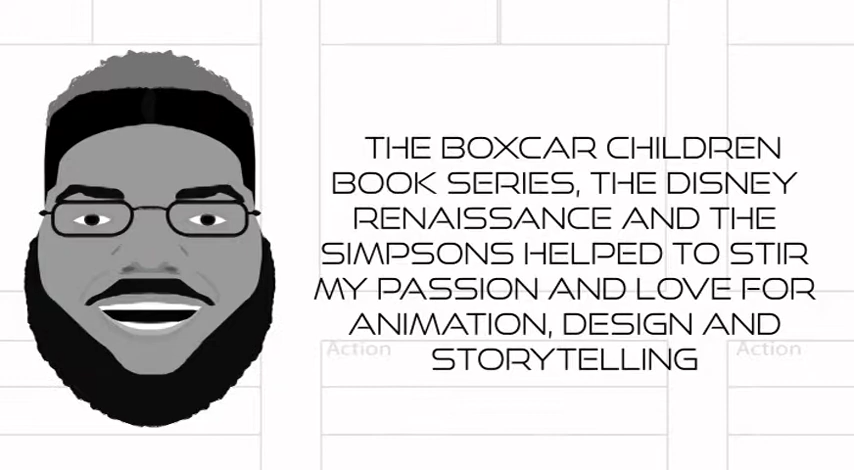 THE BOXCAR CHILDREN
BOOK SERIES, THE DISNEY
RENAISSANCE AND THE
SIMPSONS HELPED TO STIR
MY PASSION AND LOVE FOR
ANIMATION, DESIGN AND
STORYTELLING
Action
Action